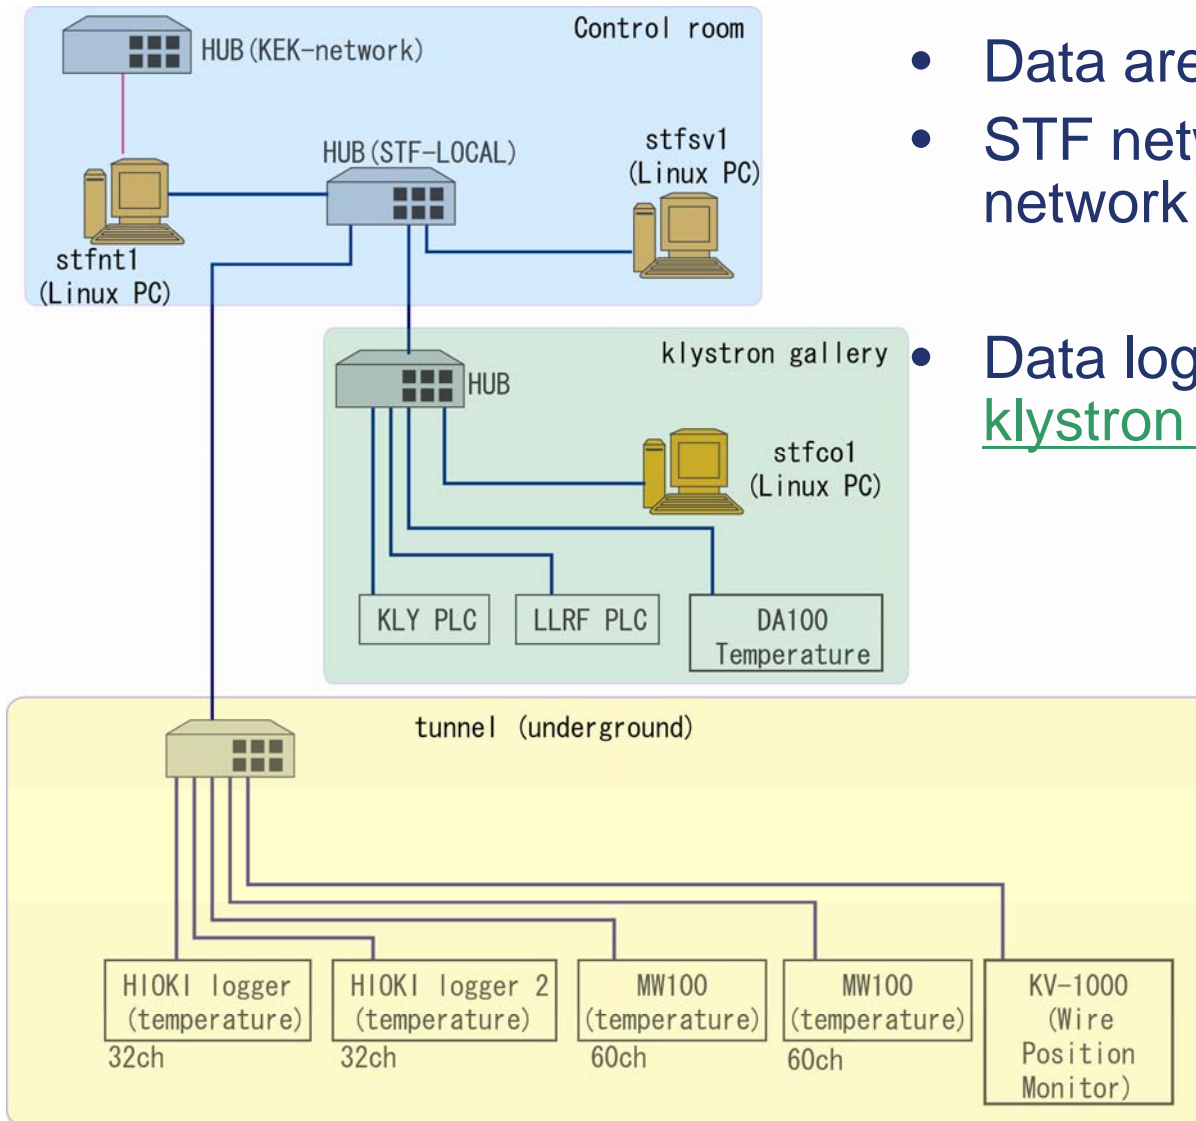 Control room
HUB(KEK-network)
HUB(STF-LOCAL)
stfsv1
(Linux PC)
stfnt1
(Linux PC)
klystron gallery
HUB
stfco1
(Linux PC)
KLY PLC
LLRF PLC
DA100
Temperature
tunnel (underground)
HIOKI logger
(temperature)
32ch
HIOKI logger 2
(temperature)
32ch
MW100
(temperature)
60ch
MW100
(temperature)
60ch
KV-1000
(Wire
Position
Monitor)
• Data are
• STF netw
network
• Data log
klystron